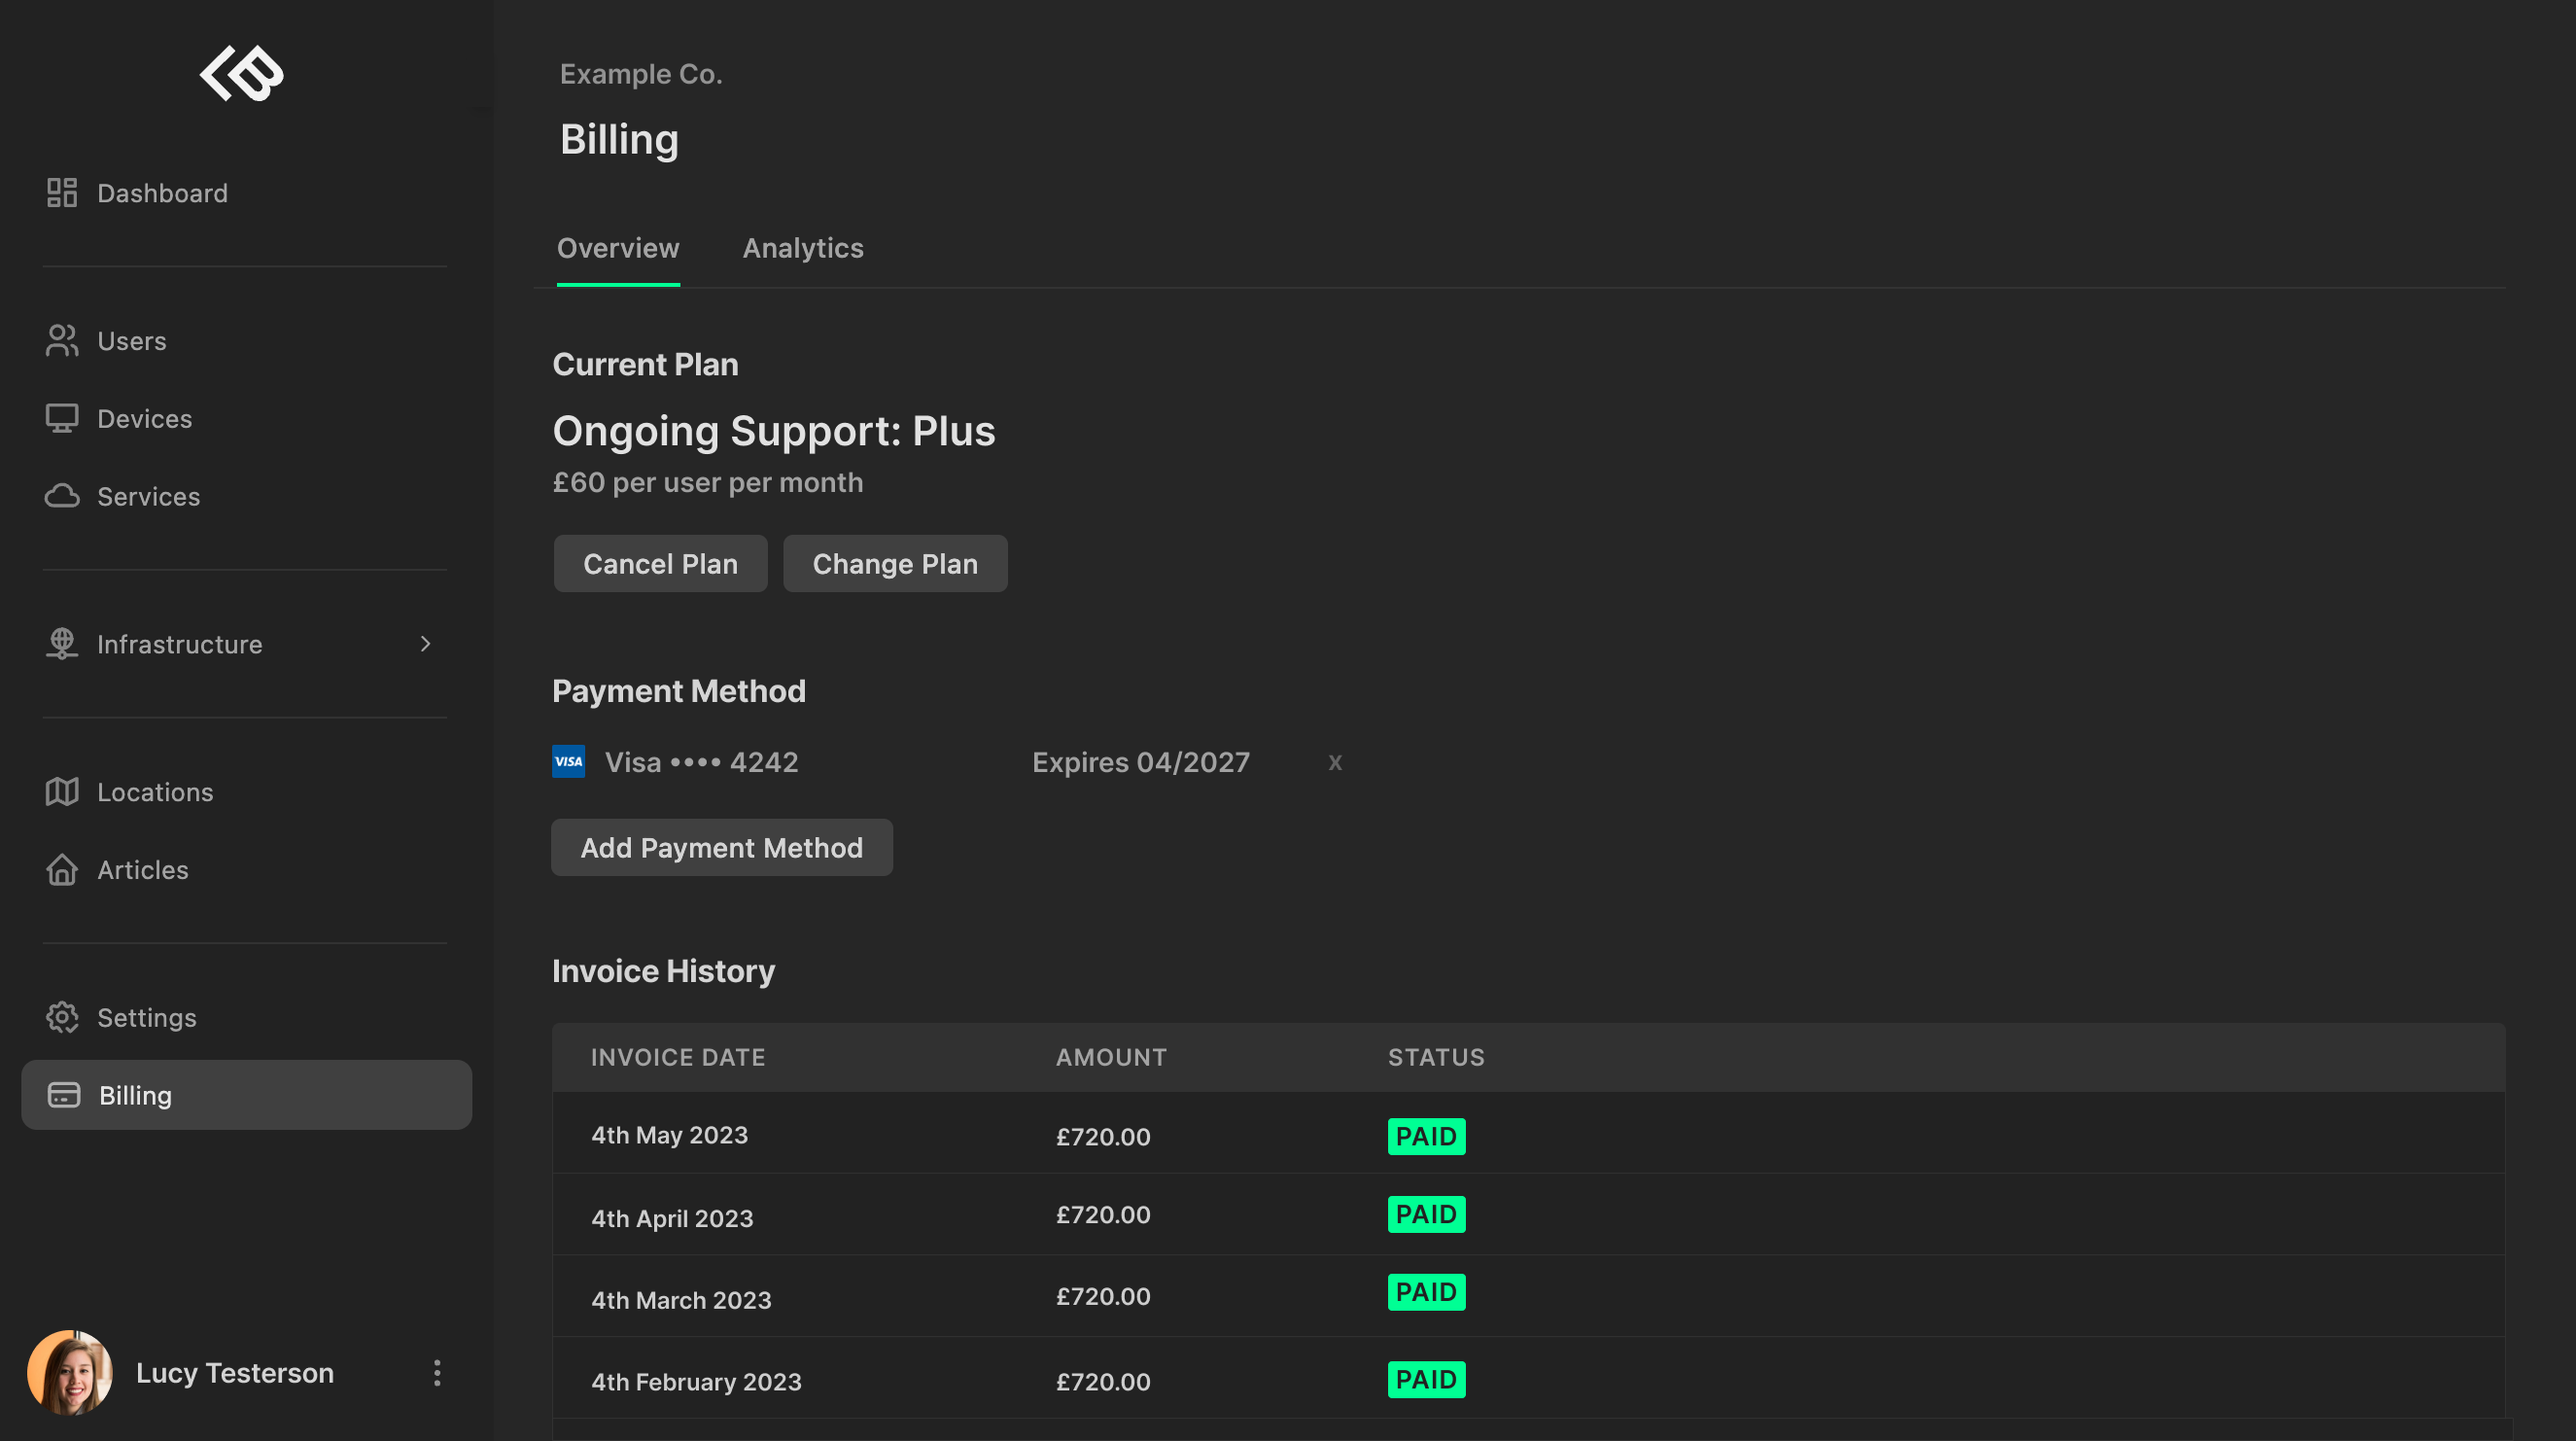 Dashboard
Users
Devices
Services
Infrastructure
Locations
Articles
Settings
Billing
Lucy Testerson
Example Co.
Billing
Overview Analytics
Current Plan
Ongoing Support: Plus
£60 per user per month
Cancel Plan Change Plan
Payment Method
VISA Visa •••• 4242 Expires 04/2027 x
Add Payment Method
Invoice History
INVOICE DATE AMOUNT STATUS
4th May 2023 £720.00 PAID
4th April 2023 £720.00 PAID
4th March 2023 £720.00 PAID
4th February 2023 £720.00 PAID